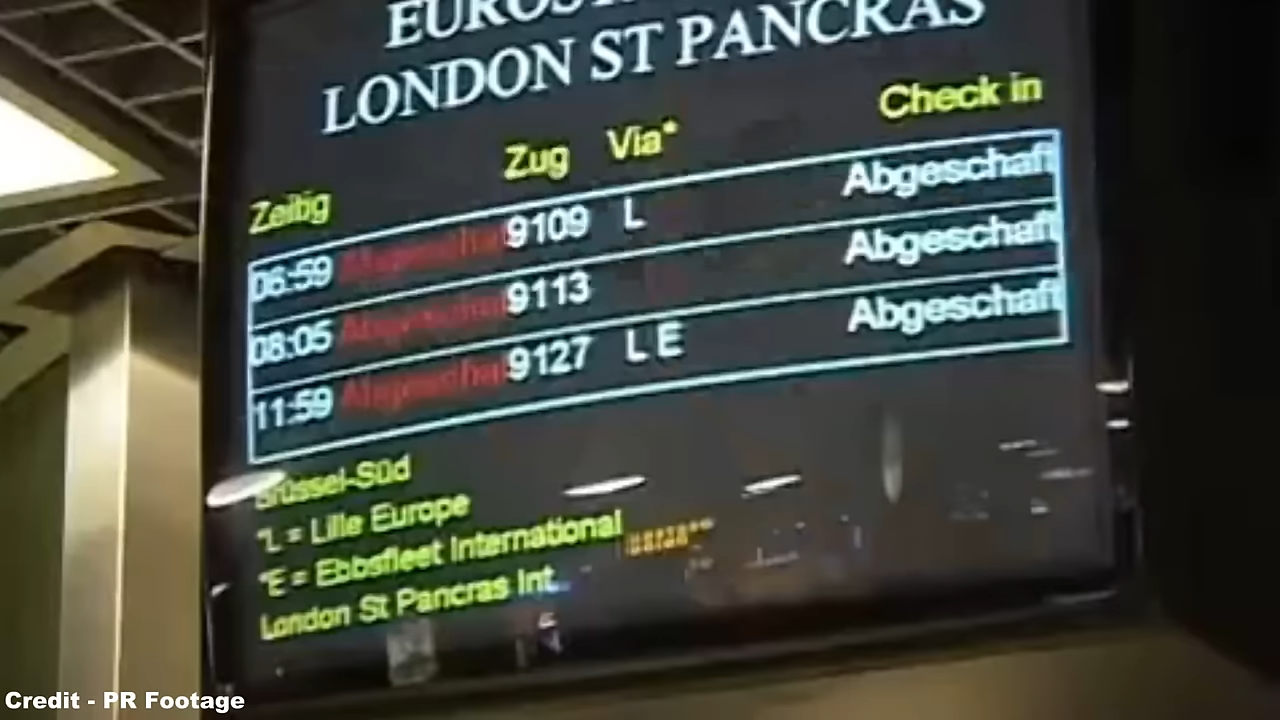 LONDON ST PANCRAS
Zeitig Zug Via* Check in
06:59 9109 L Abgeschaft
08:05 9113 Abgeschaft
11:59 9127 L E Abgeschaft
Brüssel-Süd
*L = Lille Europe
*E = Ebbsfleet International
London St Pancras Int.
Credit - PR Footage